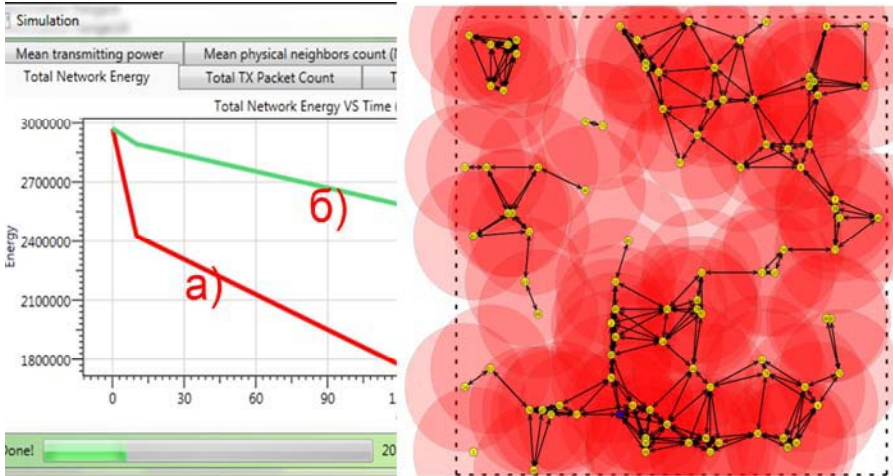 Simulation
Mean transmitting power
Mean physical neighbors count (
Total Network Energy
Total TX Packet Count
T
Total Network Energy VS Time (
3000000
2700000
2400000
2100000
1800000
Energy
б)
а)
0
30
60
90
Done!
20